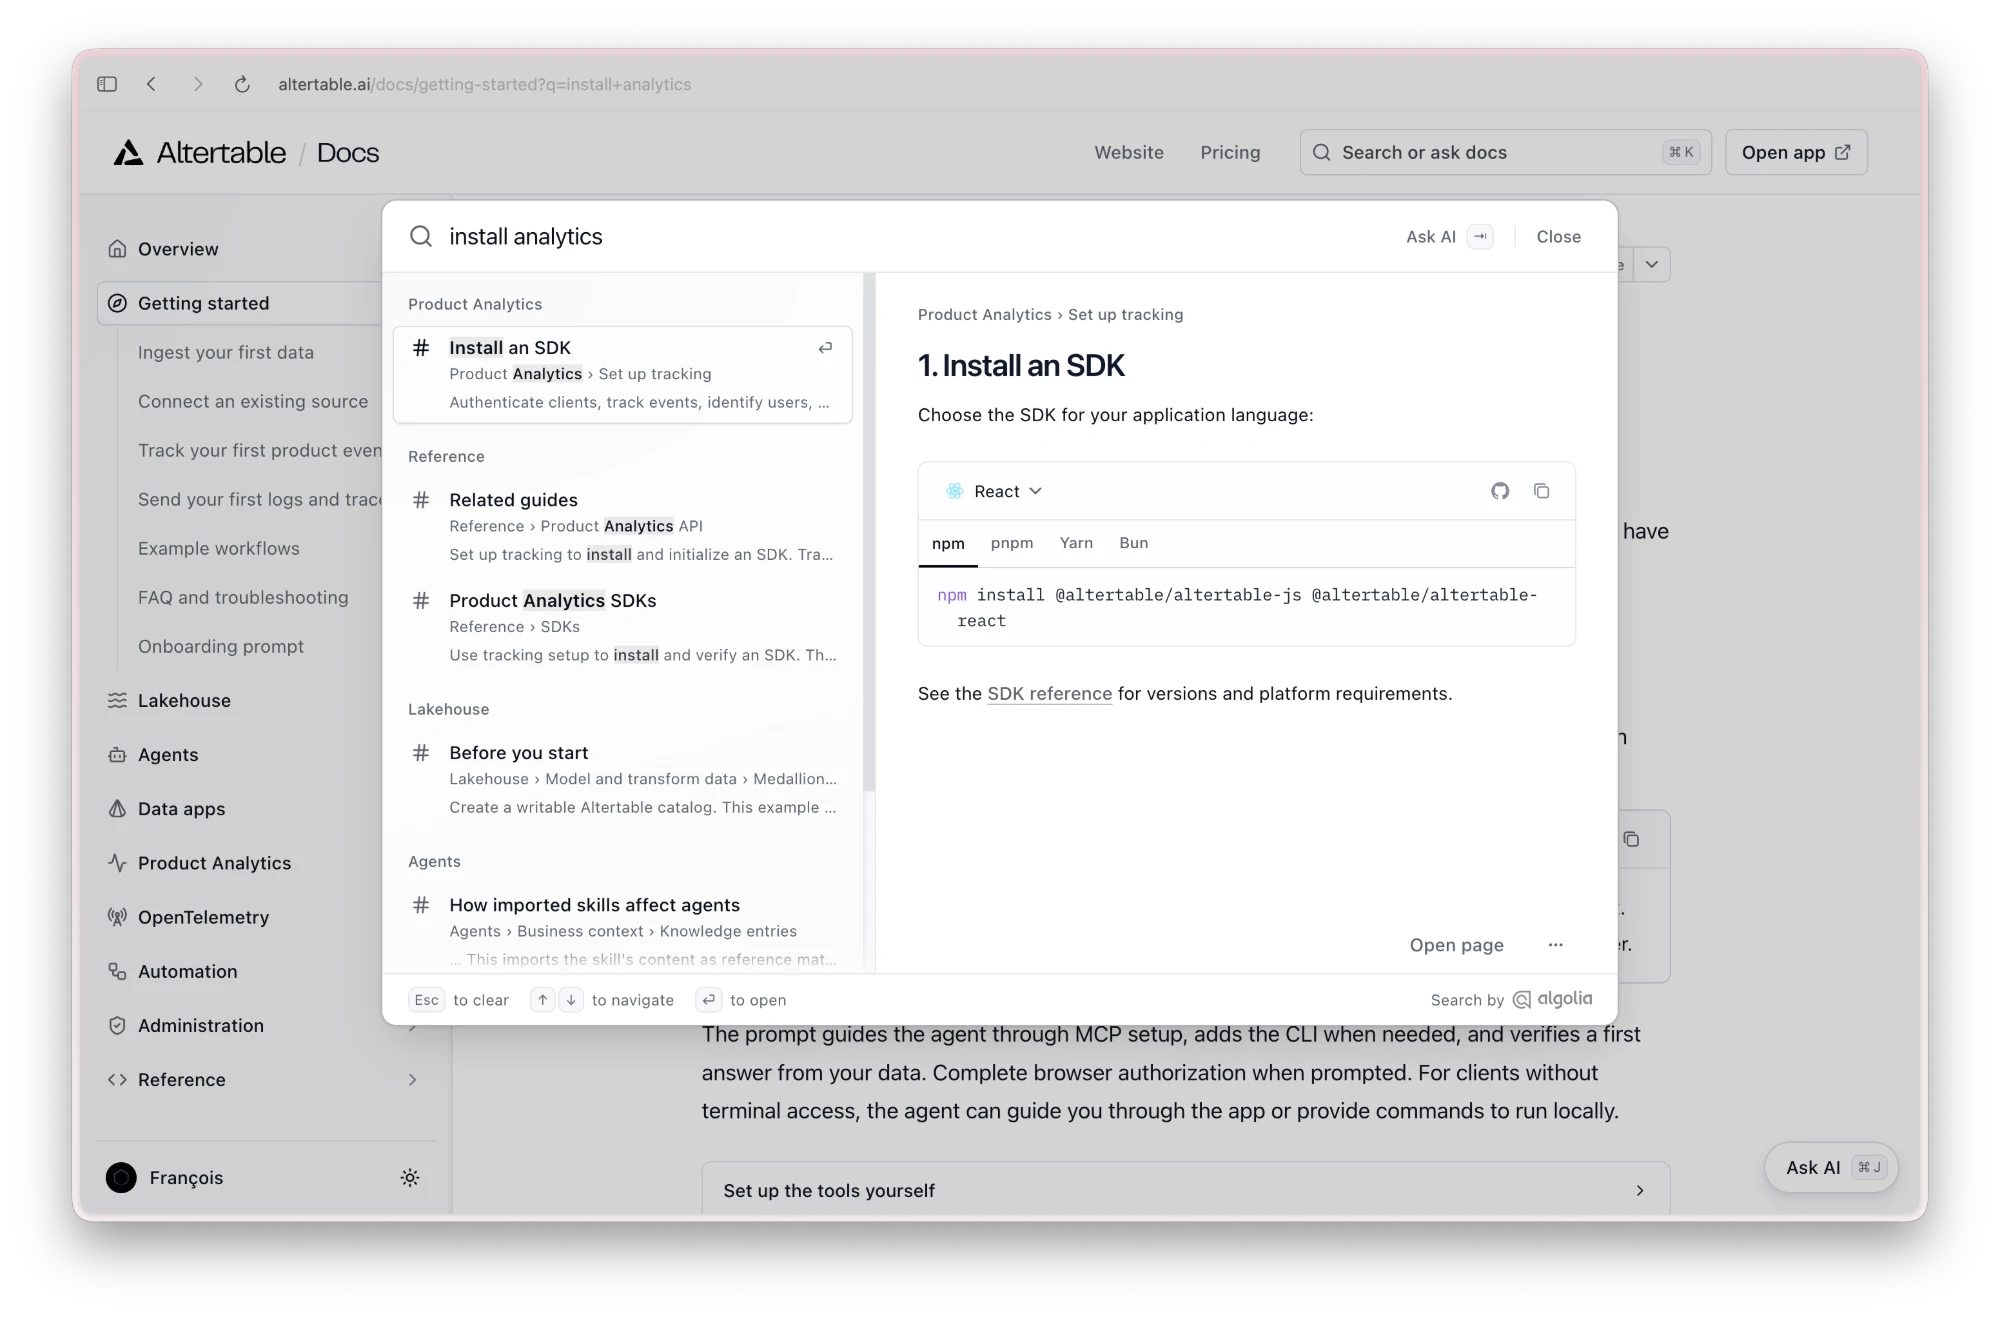 altertable.ai/docs/getting-started?q=install+analytics
Altertable / Docs
Website
Pricing
Search or ask docs
⌘ K
Open app
Overview
Getting started
Ingest your first data
Connect an existing source
Track your first product even
Send your first logs and trac
Example workflows
FAQ and troubleshooting
Onboarding prompt
Lakehouse
Agents
Data apps
Product Analytics
OpenTelemetry
Automation
Administration
Reference
François
install analytics
Ask AI
Close
Product Analytics
# Install an SDK
Product Analytics › Set up tracking
Authenticate clients, track events, identify users, ...
Reference
# Related guides
Reference › Product Analytics API
Set up tracking to install and initialize an SDK. Tra...
# Product Analytics SDKs
Reference › SDKs
Use tracking setup to install and verify an SDK. Th...
Lakehouse
# Before you start
Lakehouse › Model and transform data › Medallion...
Create a writable Altertable catalog. This example ...
Agents
# How imported skills affect agents
Agents › Business context › Knowledge entries
... This imports the skill's content as reference mat...
Product Analytics › Set up tracking
1. Install an SDK
Choose the SDK for your application language:
React
npm
pnpm
Yarn
Bun
npm install @altertable/altertable-js @altertable/altertable-
react
See the SDK reference for versions and platform requirements.
Open page
...
Esc to clear
↑ ↓ to navigate
to open
Search by algolia
have
The prompt guides the agent through MCP setup, adds the CLI when needed, and verifies a first
answer from your data. Complete browser authorization when prompted. For clients without
terminal access, the agent can guide you through the app or provide commands to run locally.
Set up the tools yourself
Ask AI
⌘ J